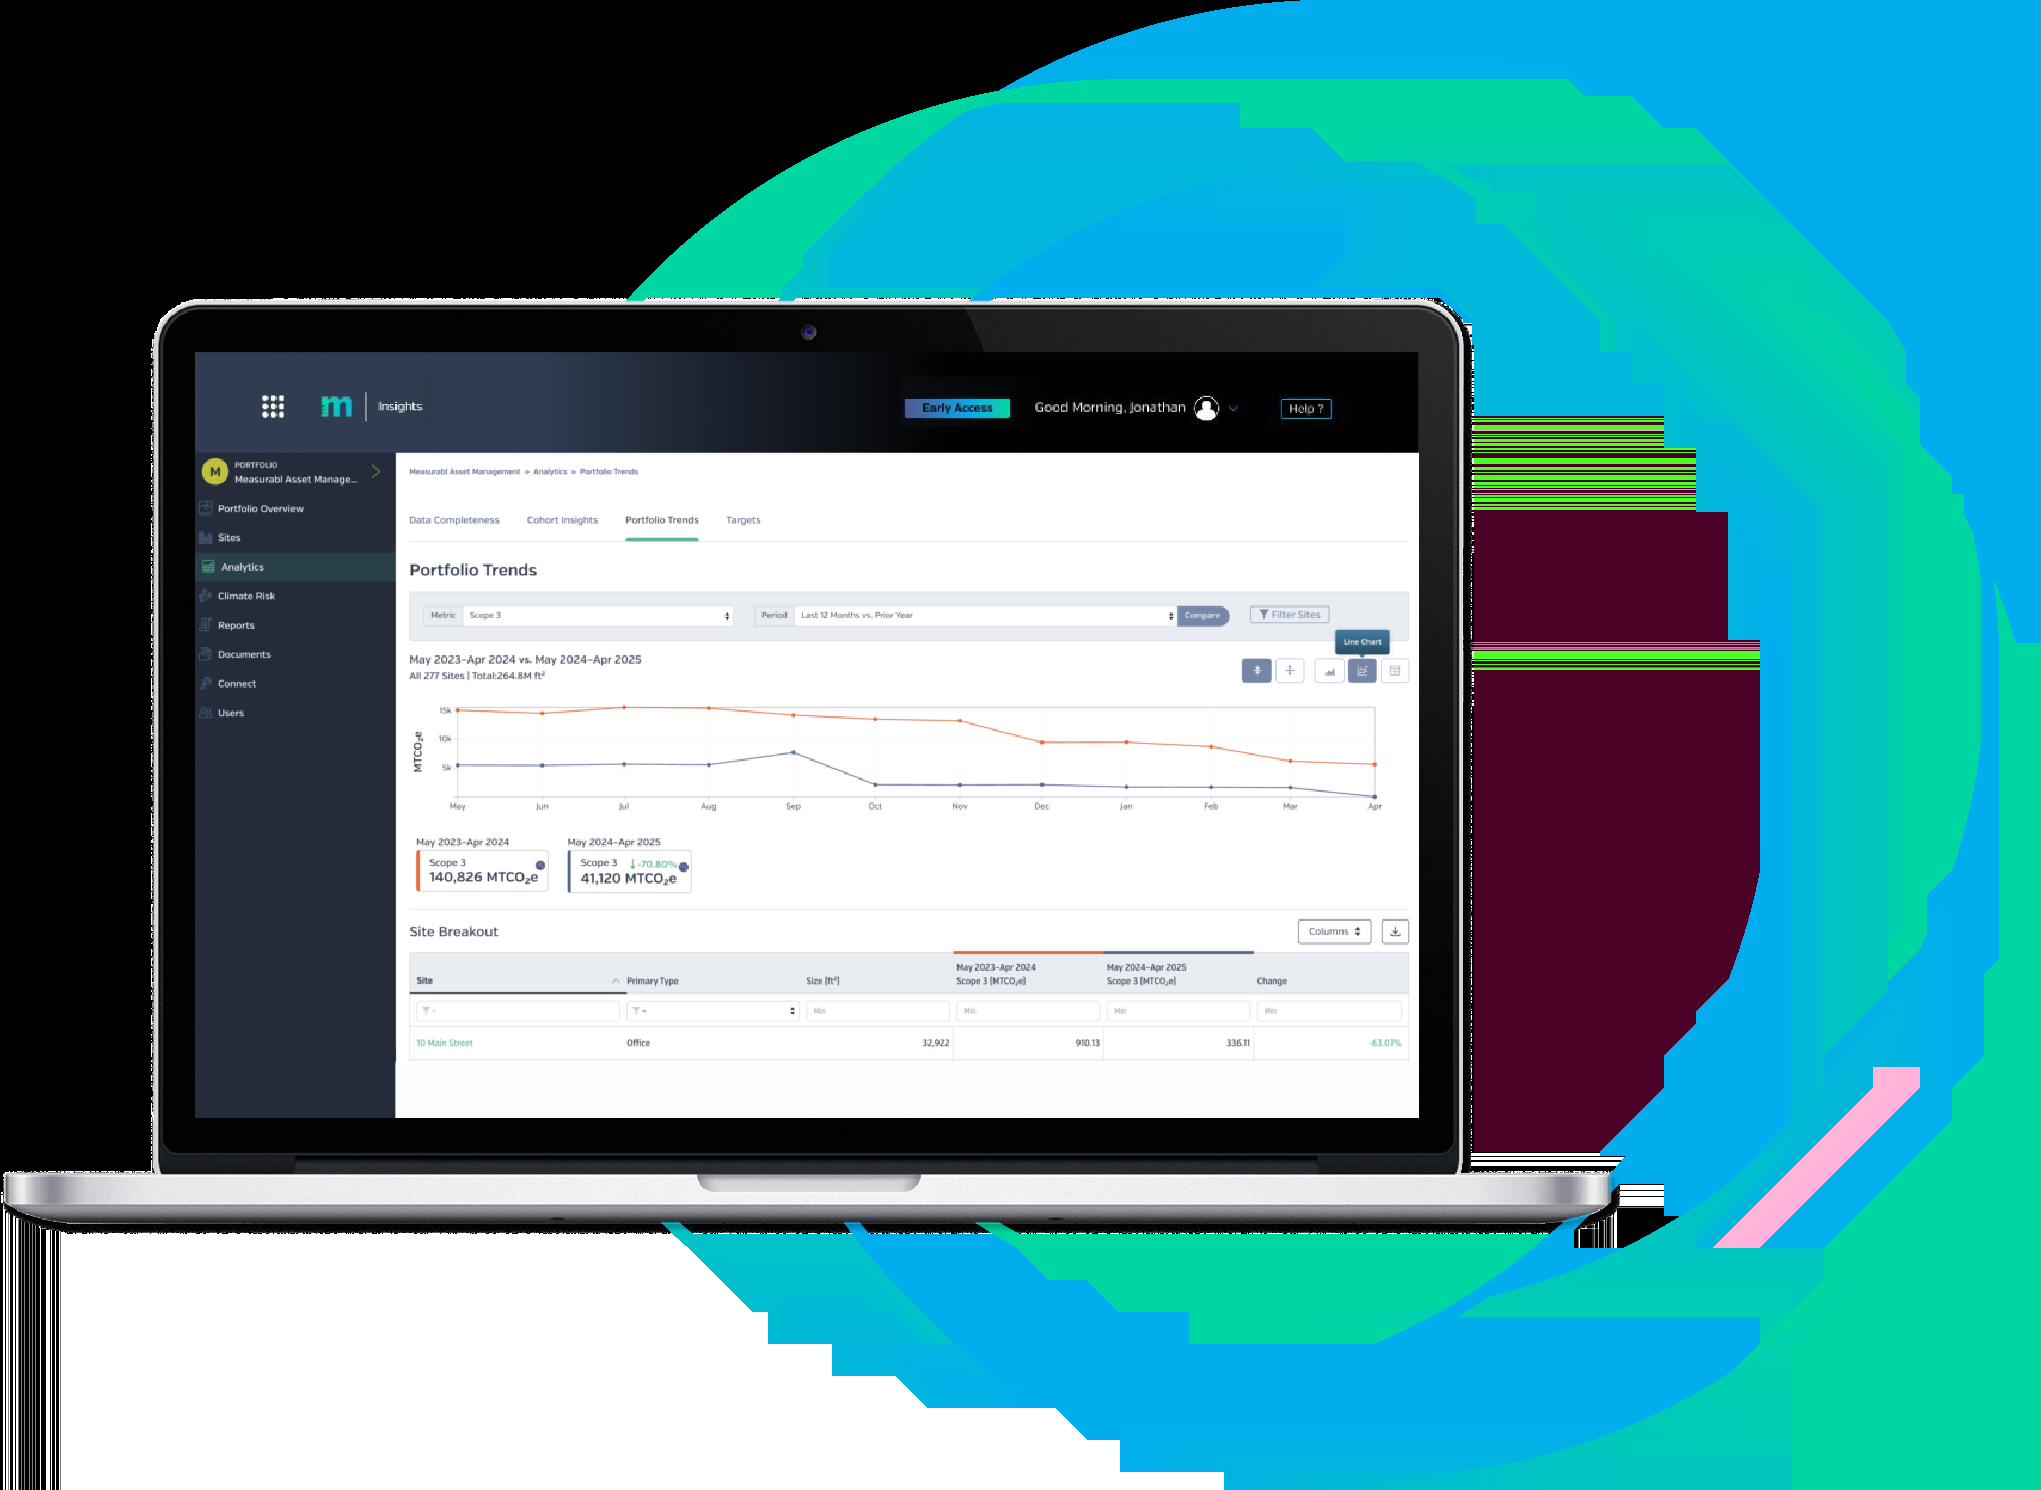 m | Insights
Early Access
Good Morning, Jonathan
Help ?
M
PORTFOLIO
Measurabl Asset Manage...
Portfolio Overview
Sites
Analytics
Climate Risk
Reports
Documents
Connect
Users
Measurabl Asset Management » Analytics » Portfolio Trends
Data Completeness Cohort Insights Portfolio Trends Targets
Portfolio Trends
Metric Scope 3 Period Last 12 Months vs. Prior Year Compare Filter Sites
Line Chart
May 2023-Apr 2024 vs. May 2024-Apr 2025
All 277 Sites | Total:264.8M ft²
MTCO₂e
15k
10k
5k
May Jun Jul Aug Sep Oct Nov Dec Jan Feb Mar Apr
May 2023-Apr 2024 May 2024-Apr 2025
Scope 3 Scope 3 ↓-70.80%
140,826 MTCO₂e 41,120 MTCO₂e
Site Breakout
Columns
May 2023-Apr 2024 May 2024-Apr 2025
Site Primary Type Size (ft²) Scope 3 (MTCO₂e) Scope 3 (MTCO₂e) Change
Min Min Min Min
10 Main Street Office 32,922 910.13 336.11 -63.07%